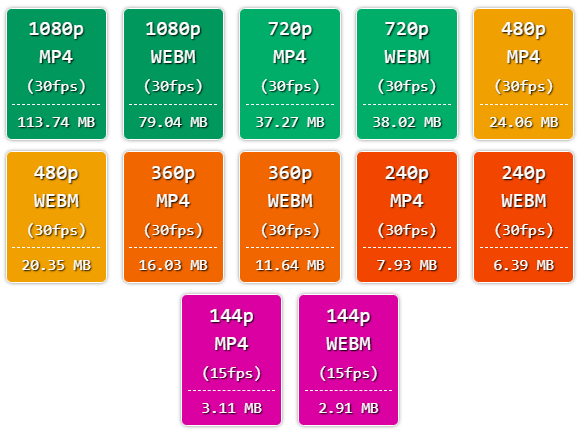 1080p
MP4
(30fps)
113.74 MB
1080p
WEBM
(30fps)
79.04 MB
720p
MP4
(30fps)
37.27 MB
720p
WEBM
(30fps)
38.02 MB
480p
MP4
(30fps)
24.06 MB
480p
WEBM
(30fps)
20.35 MB
360p
MP4
(30fps)
16.03 MB
360p
WEBM
(30fps)
11.64 MB
240p
MP4
(30fps)
7.93 MB
240p
WEBM
(30fps)
6.39 MB
144p
MP4
(15fps)
3.11 MB
144p
WEBM
(15fps)
2.91 MB